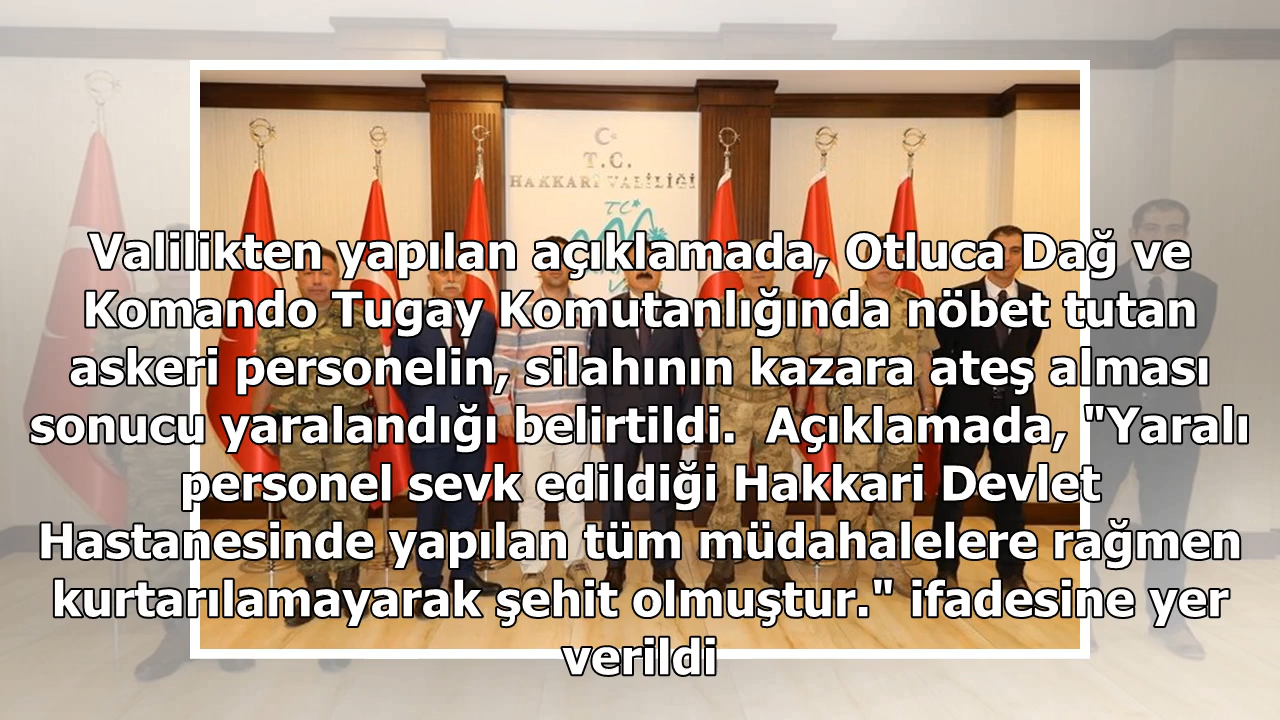 T.C.
HAKKARİ VALİLİĞİ
TC
Valilikten yapılan açıklamada, Otluca Dağ ve
Komando Tugay Komutanlığında nöbet tutan
askeri personelin, silahının kazara ateş alması
sonucu yaralandığı belirtildi.  Açıklamada, "Yaralı
personel sevk edildiği Hakkari Devlet
Hastanesinde yapılan tüm müdahalelere rağmen
kurtarılamayarak şehit olmuştur." ifadesine yer
verildi